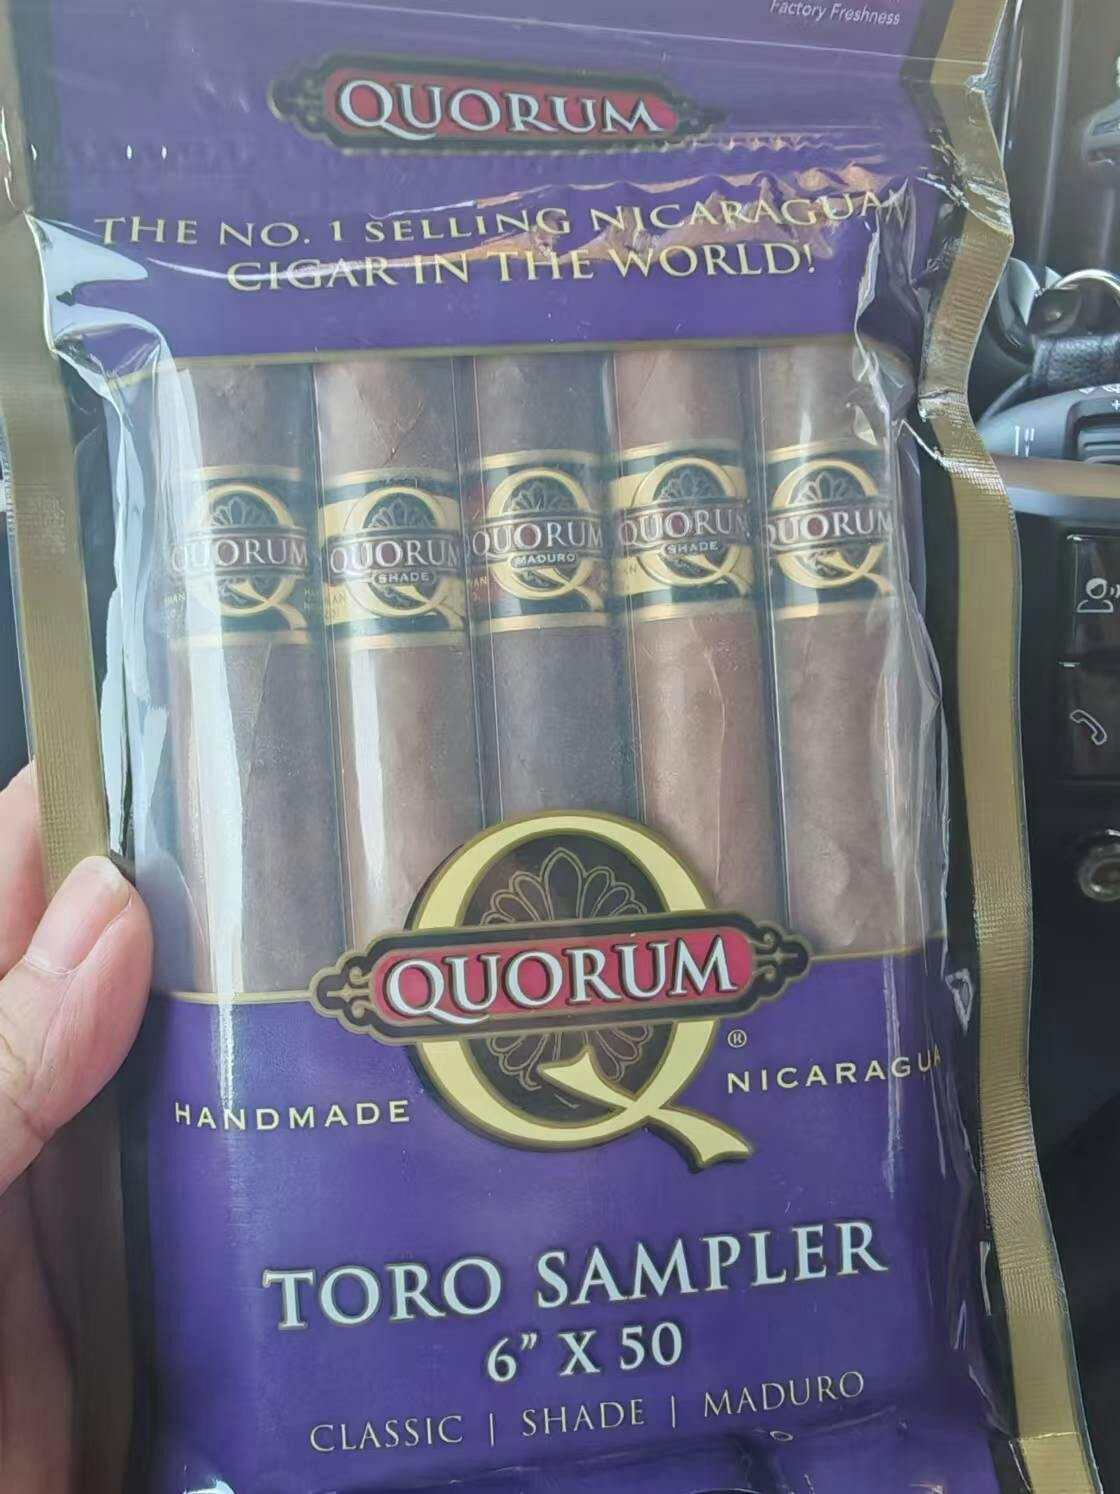 Factory Freshness
QUORUM
THE NO. 1 SELLING NICARAGUAN
CIGAR IN THE WORLD!
QUORUM
QUORUM
SHADE
QUORUM
MADURO
QUORUM
SHADE
QUORUM
QUORUM
®
HANDMADE
NICARAGUA
TORO SAMPLER
6" X 50
CLASSIC | SHADE | MADURO